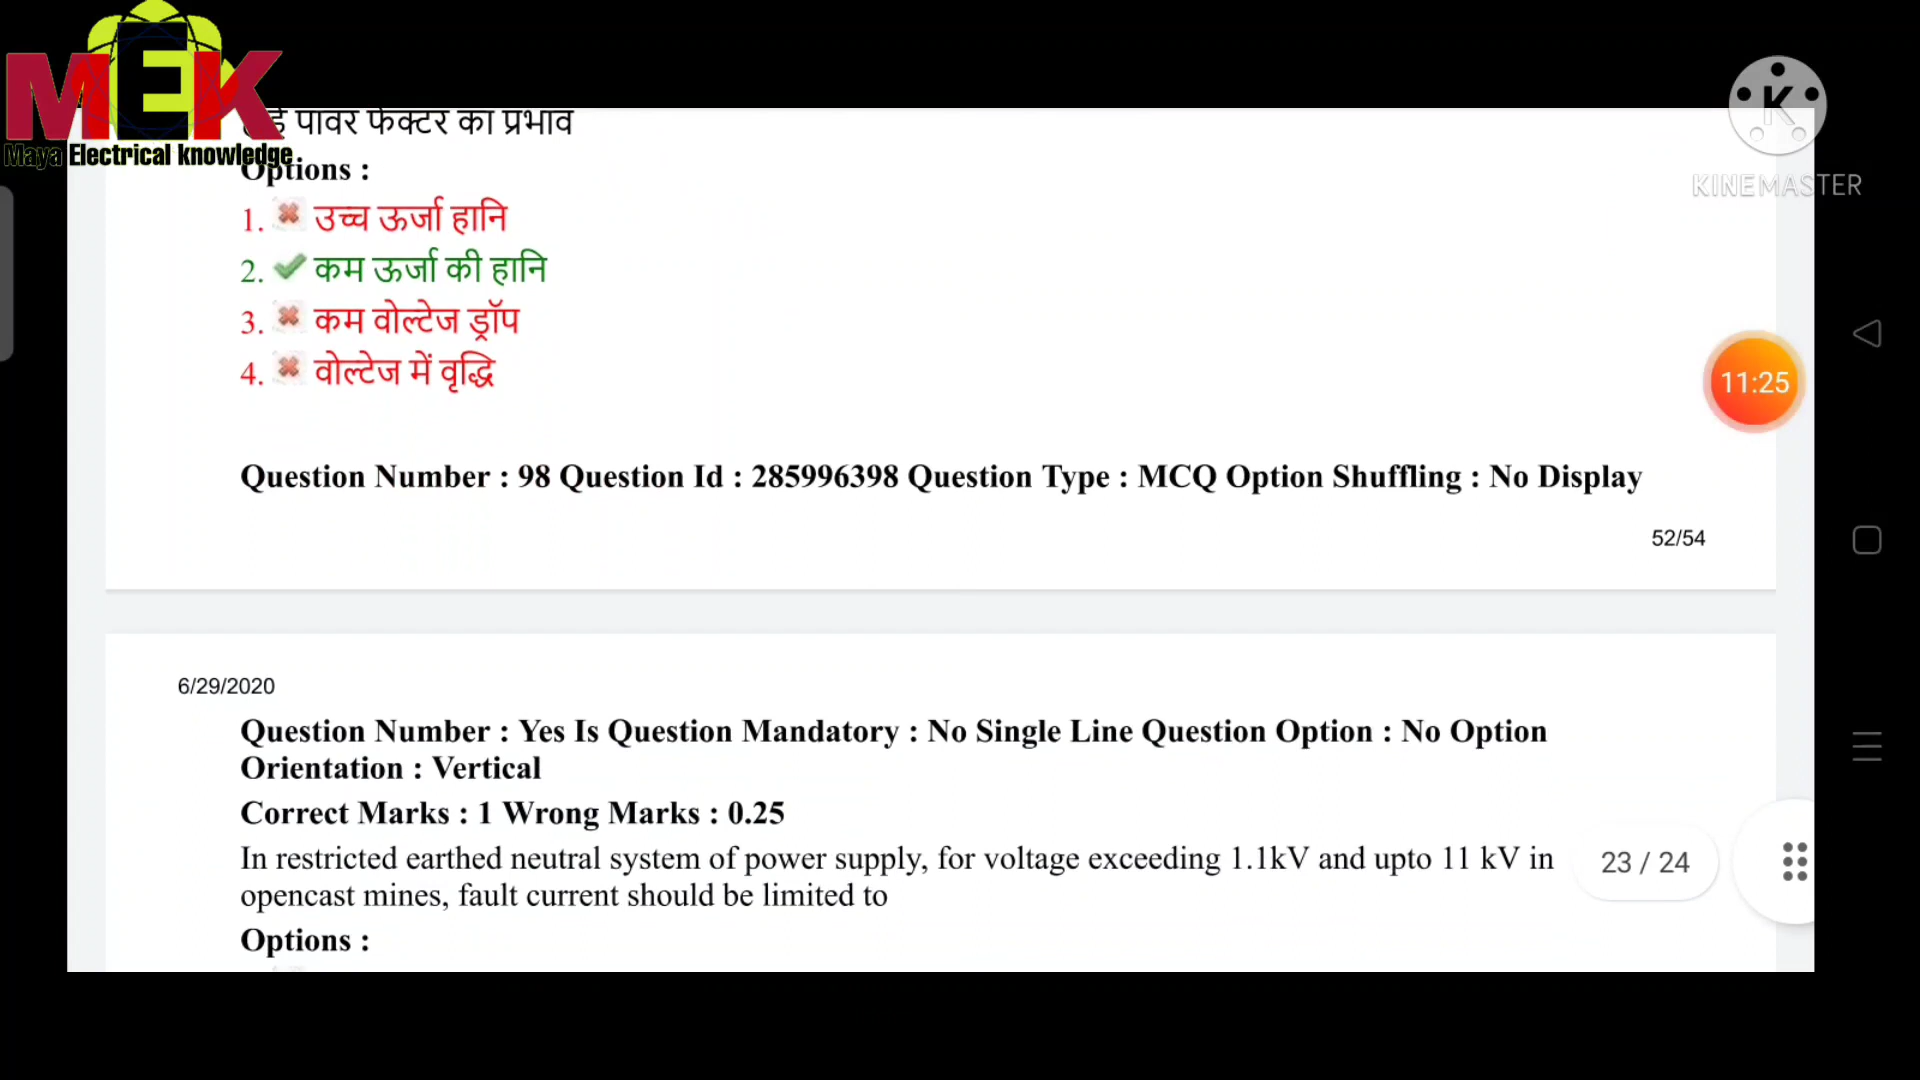 MEK
Maya Electrical knowledge
K
KINEMASTER
पावर फेक्टर का प्रभाव
Options :
1. उच्च ऊर्जा हानि
2. कम ऊर्जा की हानि
3. कम वोल्टेज ड्रॉप
4. वोल्टेज में वृद्धि
11:25
Question Number : 98 Question Id : 285996398 Question Type : MCQ Option Shuffling : No Display
52/54
6/29/2020
Question Number : Yes Is Question Mandatory : No Single Line Question Option : No Option
Orientation : Vertical
Correct Marks : 1 Wrong Marks : 0.25
In restricted earthed neutral system of power supply, for voltage exceeding 1.1kV and upto 11 kV in
opencast mines, fault current should be limited to
23 / 24
Options :